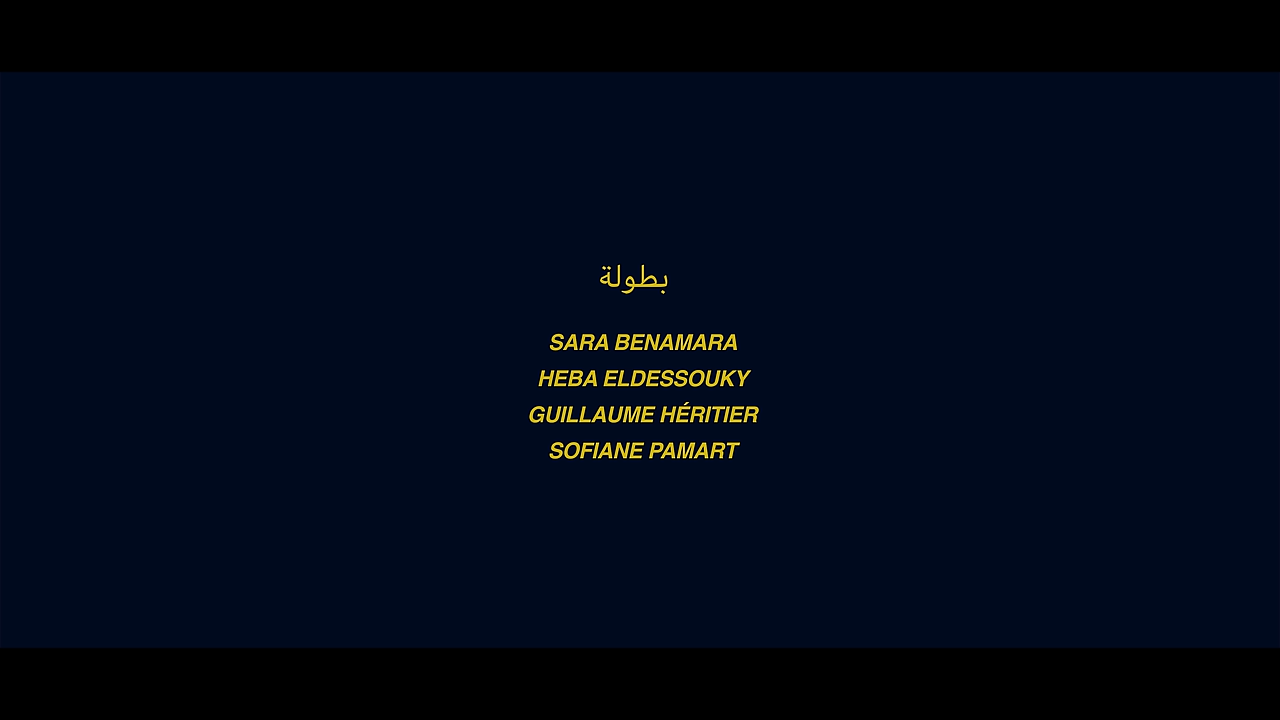 بطولة
SARA BENAMARA
HEBA ELDESSOUKY
GUILLAUME HÉRITIER
SOFIANE PAMART